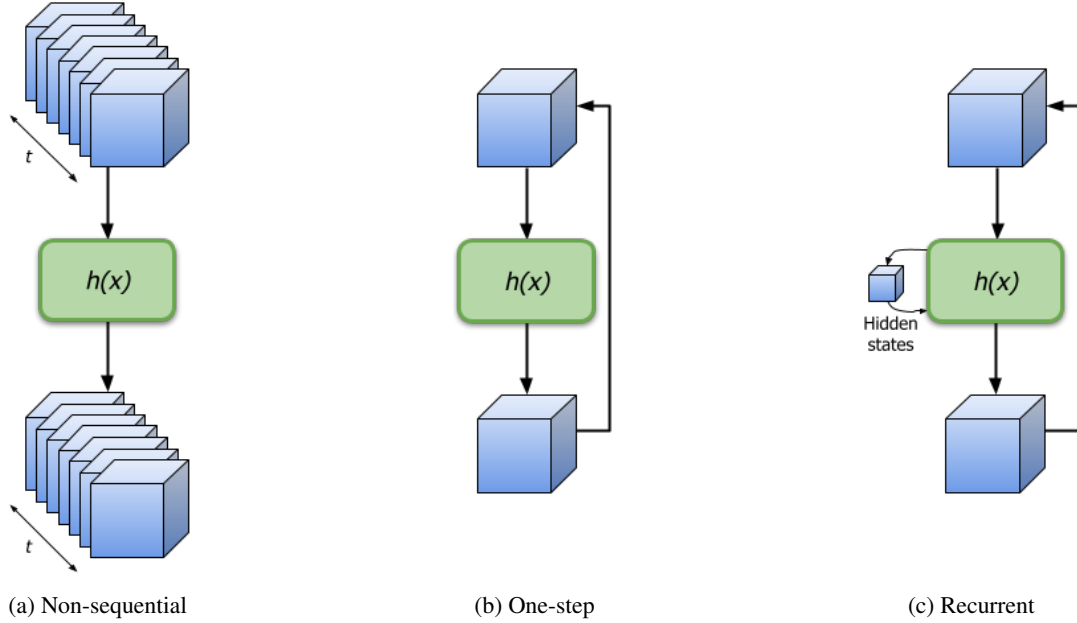 t
h(x)
t
(a) Non-sequential
h(x)
(b) One-step
h(x)
Hidden
states
(c) Recurrent